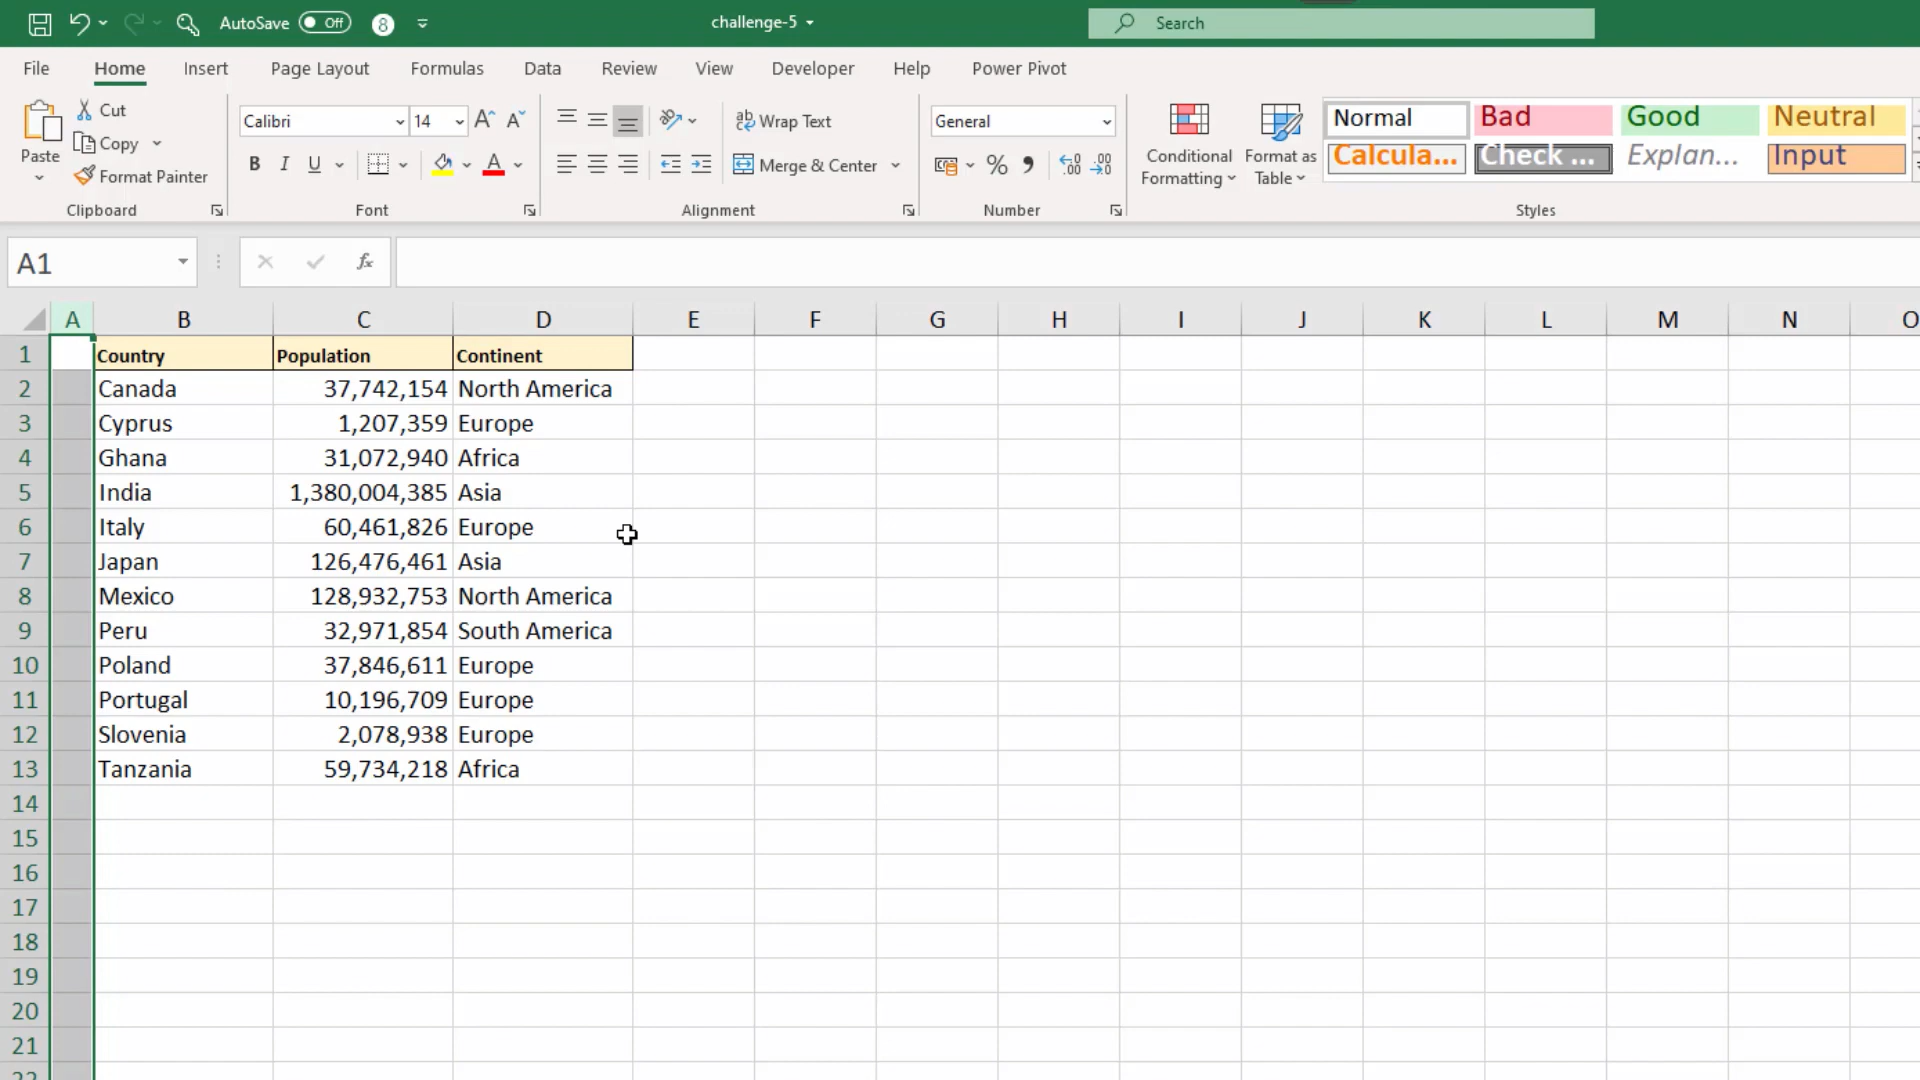 AutoSave Off 8 challenge-5 Search
File Home Insert Page Layout Formulas Data Review View Developer Help Power Pivot
Paste Cut Copy Format Painter Clipboard
Calibri 14 A^ Aˇ B I U A Font
ab Wrap Text Merge & Center Alignment
General % 9 .00 Number
Conditional Formatting Format as Table
Normal Bad Good Neutral
Calcula... Check ... Explan... Input
Styles
A1 fx
A B C D E F G H I J K L M N O
1 Country Population Continent
2 Canada 37,742,154 North America
3 Cyprus 1,207,359 Europe
4 Ghana 31,072,940 Africa
5 India 1,380,004,385 Asia
6 Italy 60,461,826 Europe
7 Japan 126,476,461 Asia
8 Mexico 128,932,753 North America
9 Peru 32,971,854 South America
10 Poland 37,846,611 Europe
11 Portugal 10,196,709 Europe
12 Slovenia 2,078,938 Europe
13 Tanzania 59,734,218 Africa
14
15
16
17
18
19
20
21
22